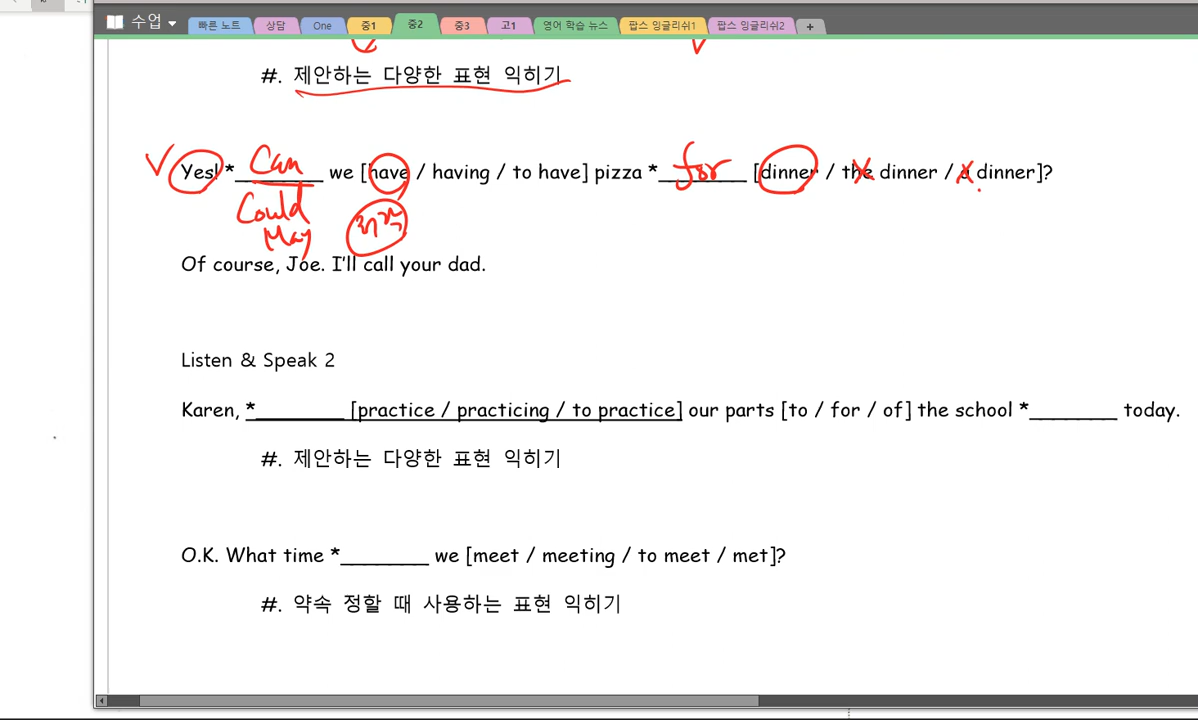 수업 빠른 노트 상담 One 중1 중2 중3 고1 영어 학습 뉴스 팝스 잉글리쉬1 팝스 잉글리쉬2 +
#. 제안하는 다양한 표현 익히기
Yes! *Can we [have / having / to have] pizza *for [dinner / the dinner / a dinner]?
Could
May
Of course, Joe. I'll call your dad.
Listen & Speak 2
Karen, *________ [practice / practicing / to practice] our parts [to / for / of] the school *________ today.
#. 제안하는 다양한 표현 익히기
O.K. What time *________ we [meet / meeting / to meet / met]?
#. 약속 정할 때 사용하는 표현 익히기